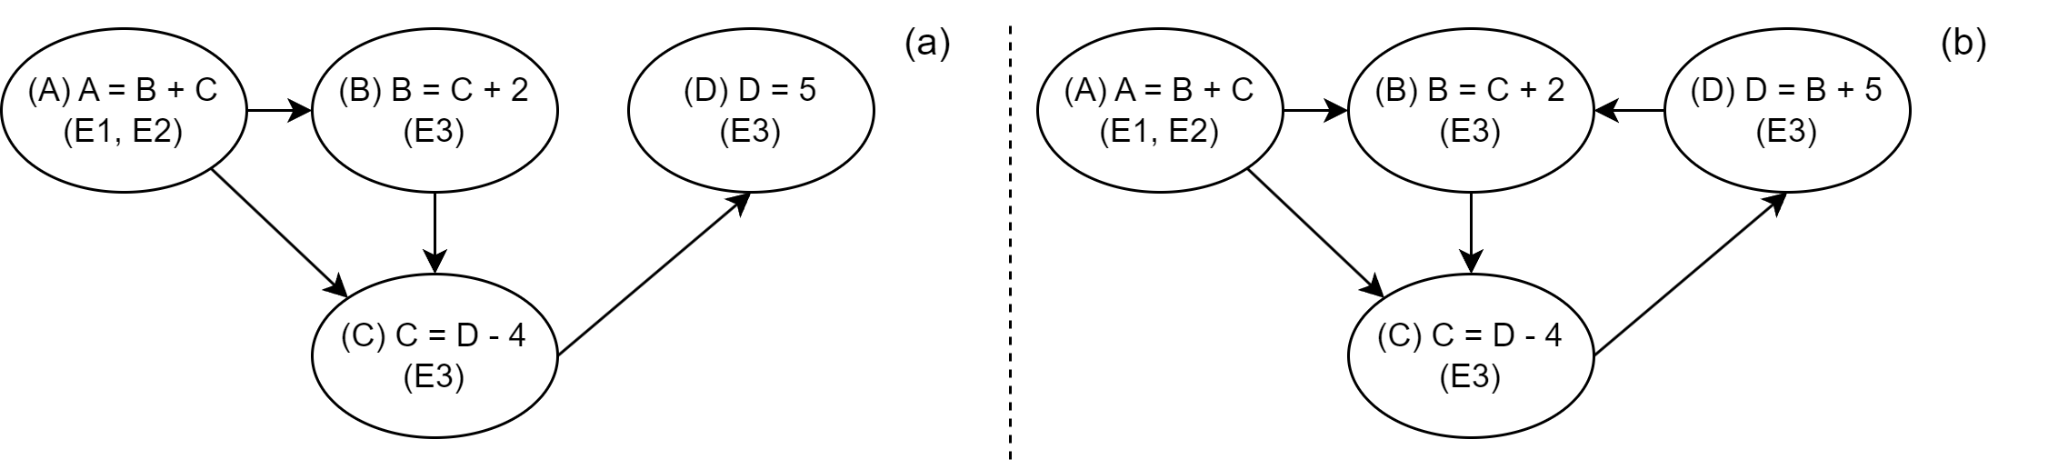 (A) A = B + C
(E1, E2)
(B) B = C + 2
(E3)
(D) D = 5
(E3)
(a)
(C) C = D - 4
(E3)
(A) A = B + C
(E1, E2)
(B) B = C + 2
(E3)
(D) D = B + 5
(E3)
(b)
(C) C = D - 4
(E3)